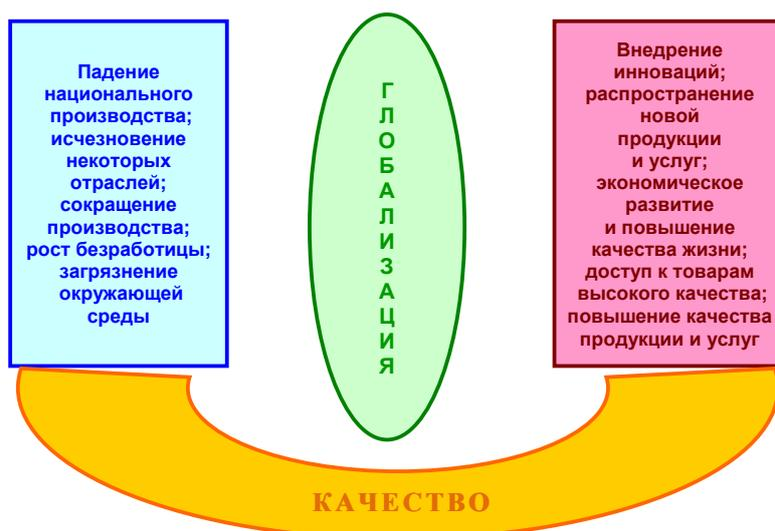 Падение
национального
производства;
исчезновение
некоторых
отраслей;
сокращение
производства;
рост безработицы;
загрязнение
окружающей
среды
Г
Л
О
Б
А
Л
И
З
А
Ц
И
Я
Внедрение
инноваций;
распространение
новой
продукции
и услуг;
экономическое
развитие
и повышение
качества жизни;
доступ к товарам
высокого качества;
повышение качества
продукции и услуг
КАЧЕСТВО